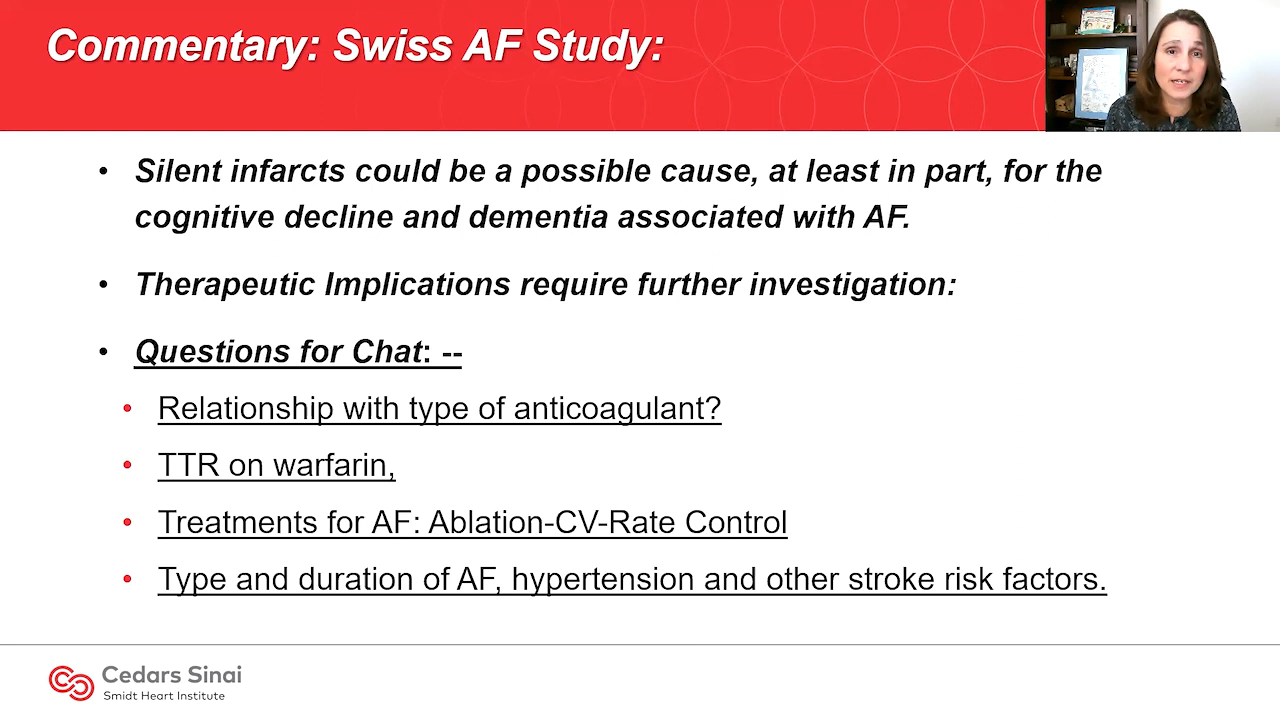 Commentary: Swiss AF Study:
• Silent infarcts could be a possible cause, at least in part, for the
cognitive decline and dementia associated with AF.
• Therapeutic Implications require further investigation:
• Questions for Chat: --
• Relationship with type of anticoagulant?
• TTR on warfarin,
• Treatments for AF: Ablation-CV-Rate Control
• Type and duration of AF, hypertension and other stroke risk factors.
Cedars Sinai
Smidt Heart Institute